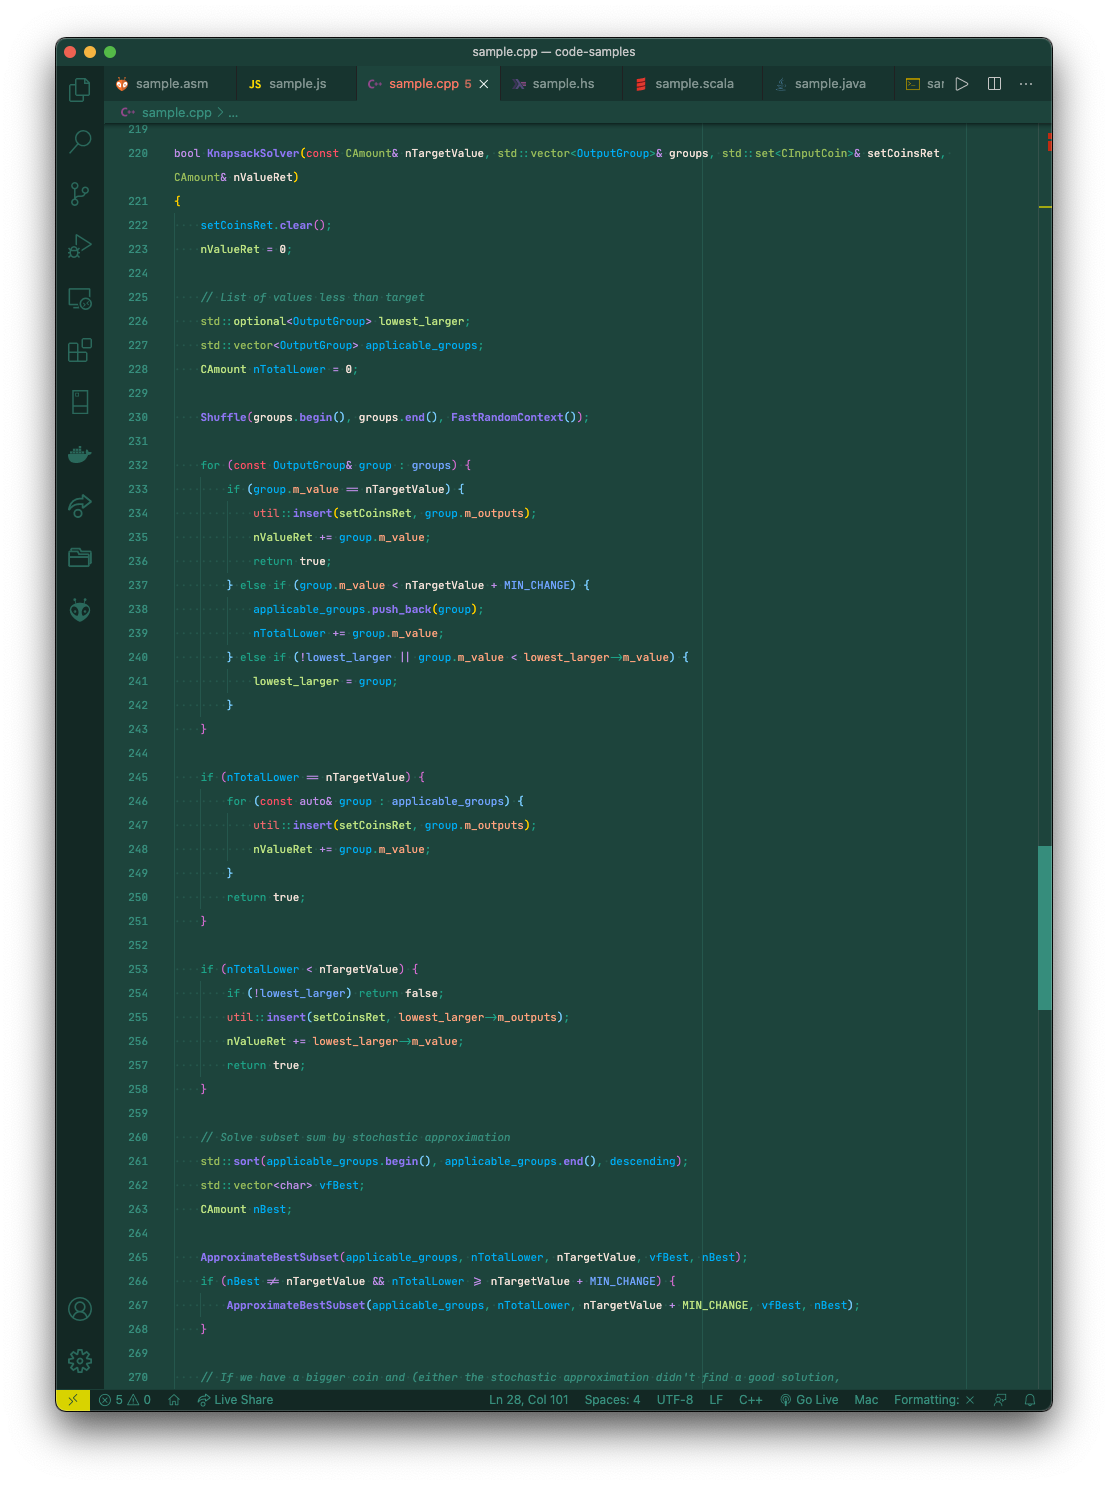 sample.cpp — code-samples
sample.asm
JS sample.js
C++ sample.cpp 5
sample.hs
sample.scala
sample.java
sar
C++ sample.cpp > ...
219
220 bool KnapsackSolver(const CAmount& nTargetValue, std::vector<OutputGroup>& groups, std::set<CInputCoin>& setCoinsRet,
CAmount& nValueRet)
221 {
222 setCoinsRet.clear();
223 nValueRet = 0;
224
225 // List of values less than target
226 std::optional<OutputGroup> lowest_larger;
227 std::vector<OutputGroup> applicable_groups;
228 CAmount nTotalLower = 0;
229
230 Shuffle(groups.begin(), groups.end(), FastRandomContext());
231
232 for (const OutputGroup& group : groups) {
233 if (group.m_value == nTargetValue) {
234 util::insert(setCoinsRet, group.m_outputs);
235 nValueRet += group.m_value;
236 return true;
237 } else if (group.m_value < nTargetValue + MIN_CHANGE) {
238 applicable_groups.push_back(group);
239 nTotalLower += group.m_value;
240 } else if (!lowest_larger || group.m_value < lowest_larger->m_value) {
241 lowest_larger = group;
242 }
243 }
244
245 if (nTotalLower == nTargetValue) {
246 for (const auto& group : applicable_groups) {
247 util::insert(setCoinsRet, group.m_outputs);
248 nValueRet += group.m_value;
249 }
250 return true;
251 }
252
253 if (nTotalLower < nTargetValue) {
254 if (!lowest_larger) return false;
255 util::insert(setCoinsRet, lowest_larger->m_outputs);
256 nValueRet += lowest_larger->m_value;
257 return true;
258 }
259
260 // Solve subset sum by stochastic approximation
261 std::sort(applicable_groups.begin(), applicable_groups.end(), descending);
262 std::vector<char> vfBest;
263 CAmount nBest;
264
265 ApproximateBestSubset(applicable_groups, nTotalLower, nTargetValue, vfBest, nBest);
266 if (nBest != nTargetValue && nTotalLower >= nTargetValue + MIN_CHANGE) {
267 ApproximateBestSubset(applicable_groups, nTotalLower, nTargetValue + MIN_CHANGE, vfBest, nBest);
268 }
269
270 // If we have a bigger coin and (either the stochastic approximation didn't find a good solution,
5 0 Live Share Ln 28, Col 101 Spaces: 4 UTF-8 LF C++ Go Live Mac Formatting: ×